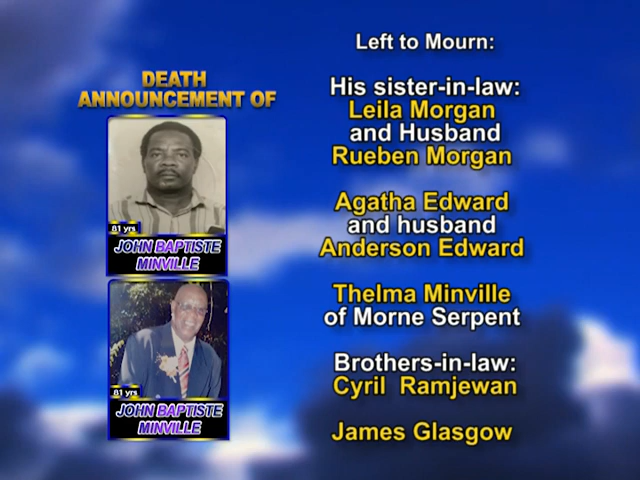 DEATH
ANNOUNCEMENT OF
81 yrs
JOHN BAPTISTE
MINVILLE
81 yrs
JOHN BAPTISTE
MINVILLE
Left to Mourn:
His sister-in-law:
Leila Morgan
and Husband
Rueben Morgan
Agatha Edward
and husband
Anderson Edward
Thelma Minville
of Morne Serpent
Brothers-in-law:
Cyril Ramjewan
James Glasgow